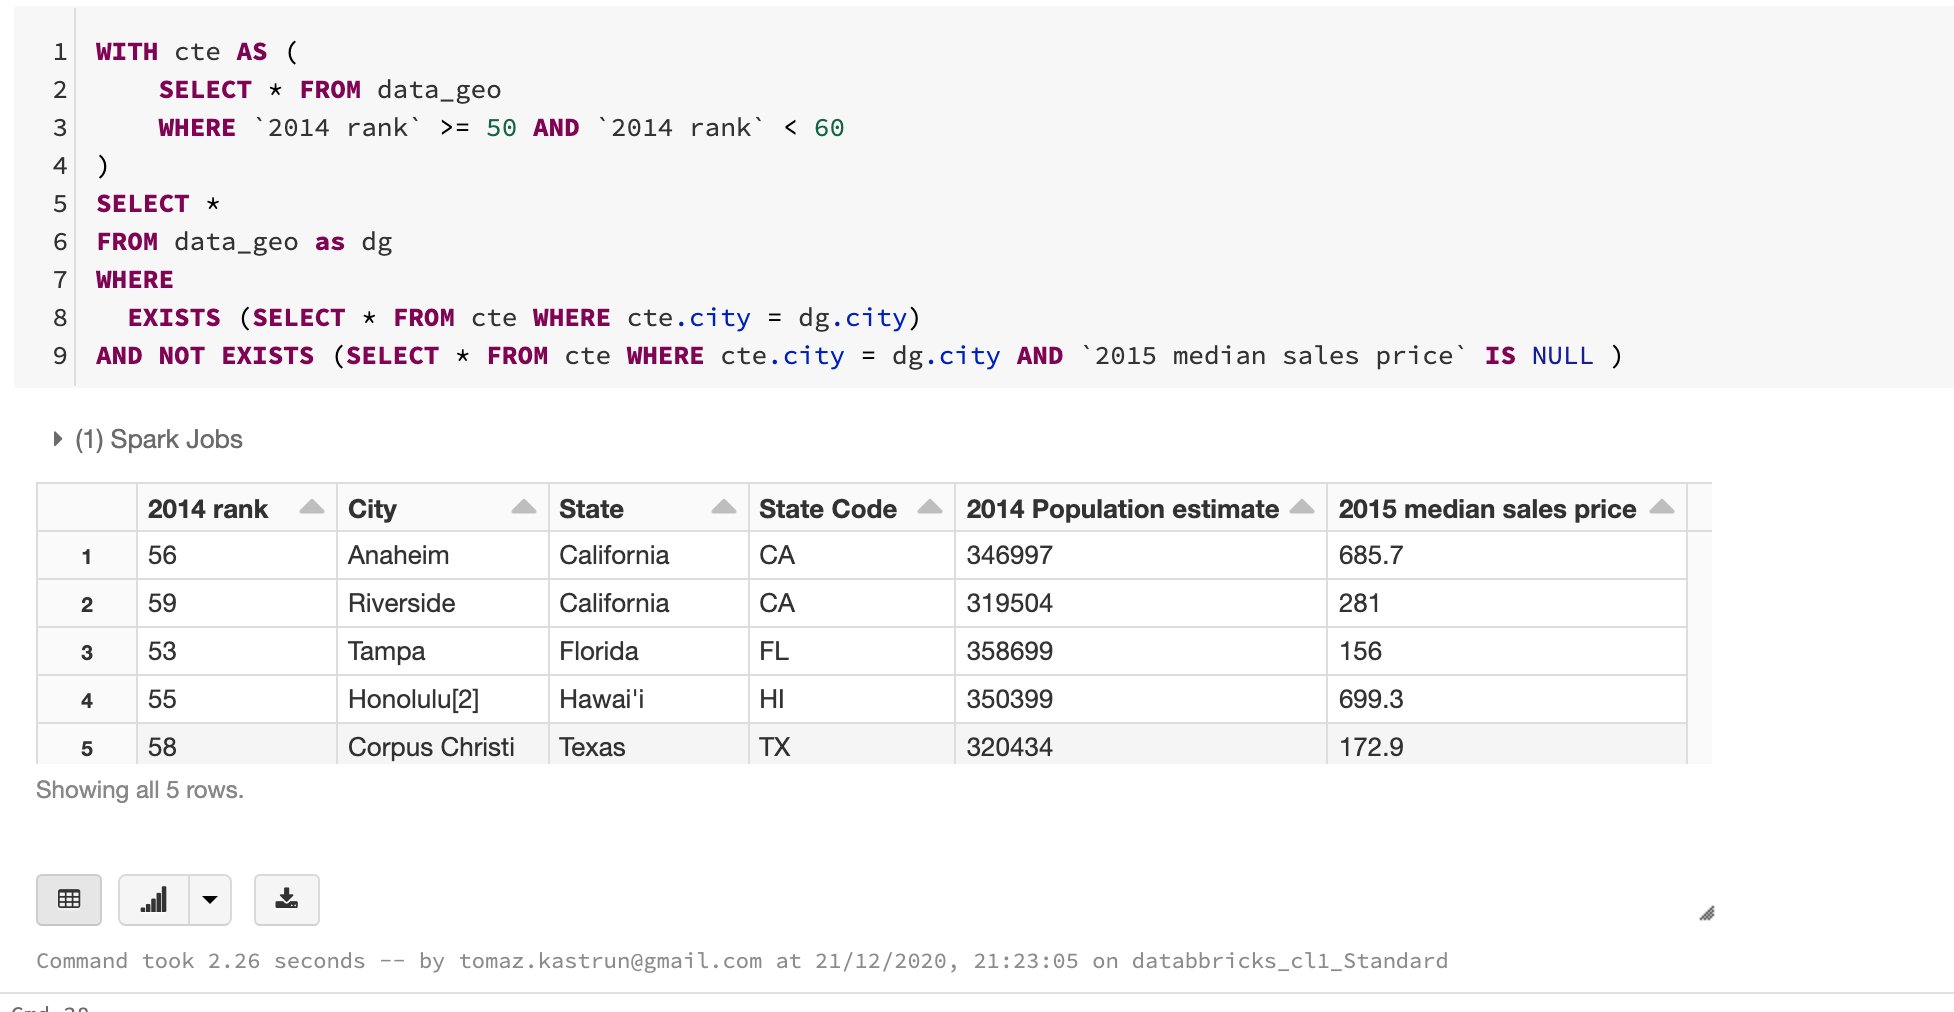 1 WITH cte AS (
2 SELECT * FROM data_geo
3 WHERE `2014 rank` >= 50 AND `2014 rank` < 60
4 )
5 SELECT *
6 FROM data_geo as dg
7 WHERE
8 EXISTS (SELECT * FROM cte WHERE cte.city = dg.city)
9 AND NOT EXISTS (SELECT * FROM cte WHERE cte.city = dg.city AND `2015 median sales price` IS NULL )
(1) Spark Jobs
2014 rank City State State Code 2014 Population estimate 2015 median sales price
1 56 Anaheim California CA 346997 685.7
2 59 Riverside California CA 319504 281
3 53 Tampa Florida FL 358699 156
4 55 Honolulu[2] Hawai'i HI 350399 699.3
5 58 Corpus Christi Texas TX 320434 172.9
Showing all 5 rows.
Command took 2.26 seconds -- by tomaz.kastrun@gmail.com at 21/12/2020, 21:23:05 on databbricks_cl1_Standard